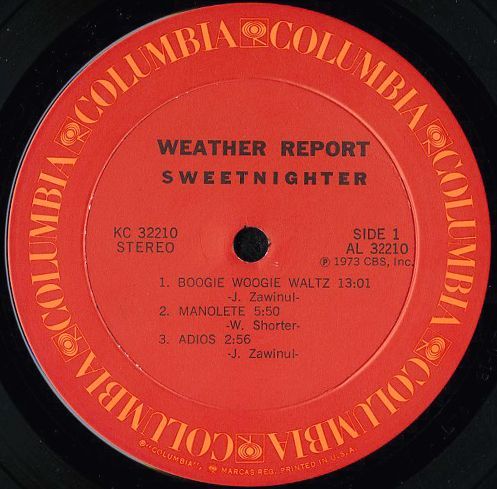 COLUMBIA COLUMBIA COLUMBIA COLUMBIA COLUMBIA COLUMBIA
WEATHER REPORT
SWEETNIGHTER
KC 32210
STEREO
SIDE 1
AL 32210
℗ 1973 CBS, Inc.
1. BOOGIE WOOGIE WALTZ 13:01
-J. Zawinul-
2. MANOLETE 5:50
-W. Shorter-
3. ADIOS 2:56
-J. Zawinul-
®"COLUMBIA", MARCAS REG. PRINTED IN U.S.A.